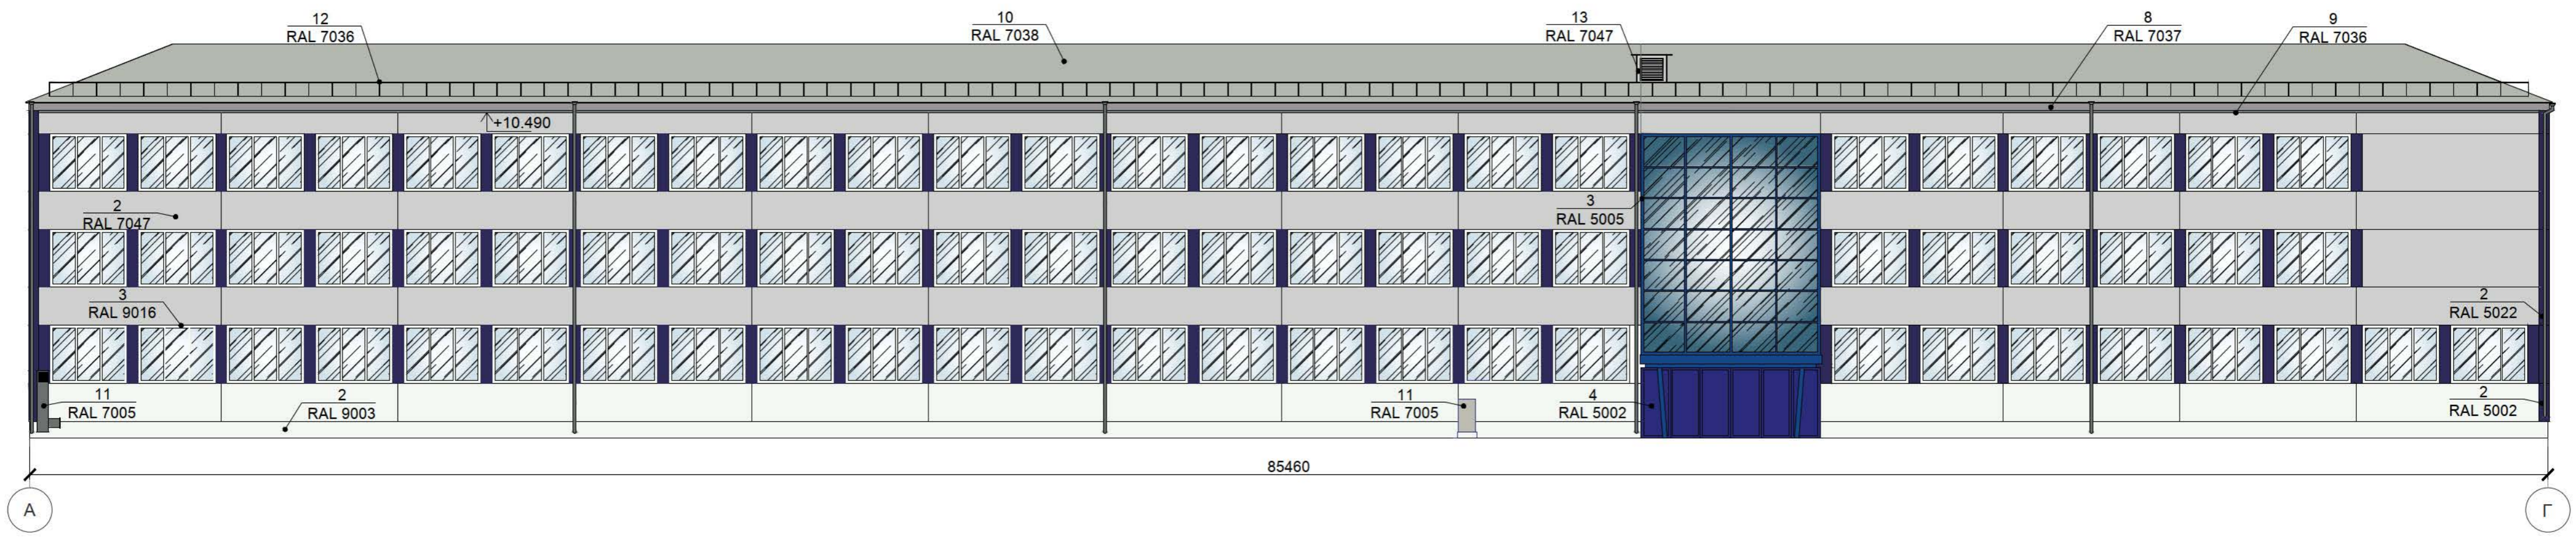 12
RAL 7036
10
RAL 7038
13
RAL 7047
8
RAL 7037
9
RAL 7036
+10.490
2
RAL 7047
3
RAL 5005
3
RAL 9016
2
RAL 5022
11
RAL 7005
2
RAL 9003
11
RAL 7005
4
RAL 5002
2
RAL 5002
85460
А
Г